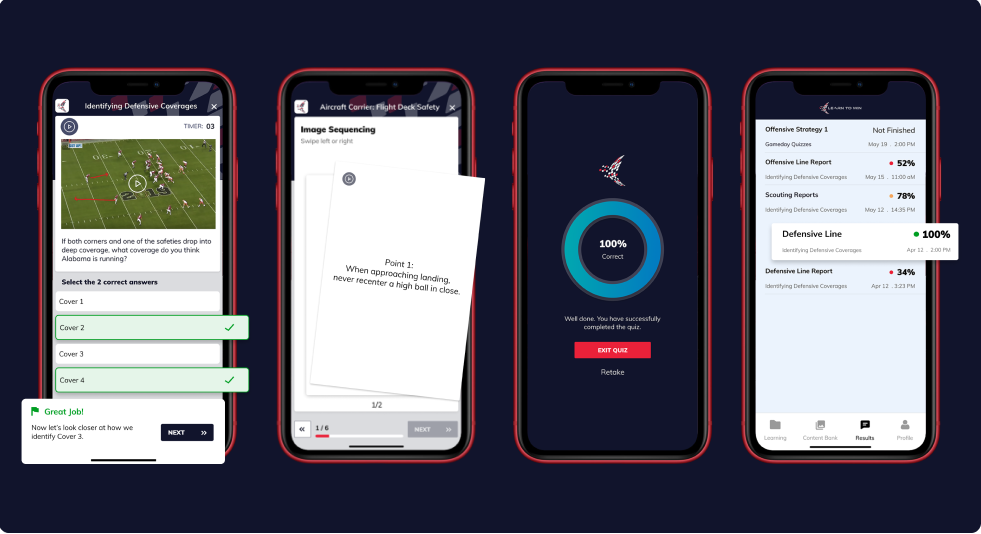 Identifying Defensive Coverages
TIMER: 03
If both corners and one of the safeties drop into
deep coverage, what coverage do you think
Alabama is running?
Select the 2 correct answers
Cover 1
Cover 2
Cover 3
Cover 4
Great Job!
Now let's look closer at how we
identify Cover 3.
NEXT
Aircraft Carrier: Flight Deck Safety
Image Sequencing
Swipe left or right
Point 1:
When approaching landing,
never recenter a high ball in close.
1/2
1 / 6
NEXT
100%
Correct
Well done. You have successfully
completed the quiz.
EXIT QUIZ
Retake
LEARN TO WIN
Offensive Strategy 1 Not Finished
Gameday Quizzes May 19 . 2:00 PM
Offensive Line Report 52%
Identifying Defensive Coverages May 15 . 11:00 aM
Scouting Reports 78%
Identifying Defensive Coverages May 12 . 14:35 PM
Defensive Line 100%
Identifying Defensive Coverages Apr 12 . 2:00 PM
Defensive Line Report 34%
Identifying Defensive Coverages Apr 12 . 3:23 PM
Learning Content Bank Results Profile